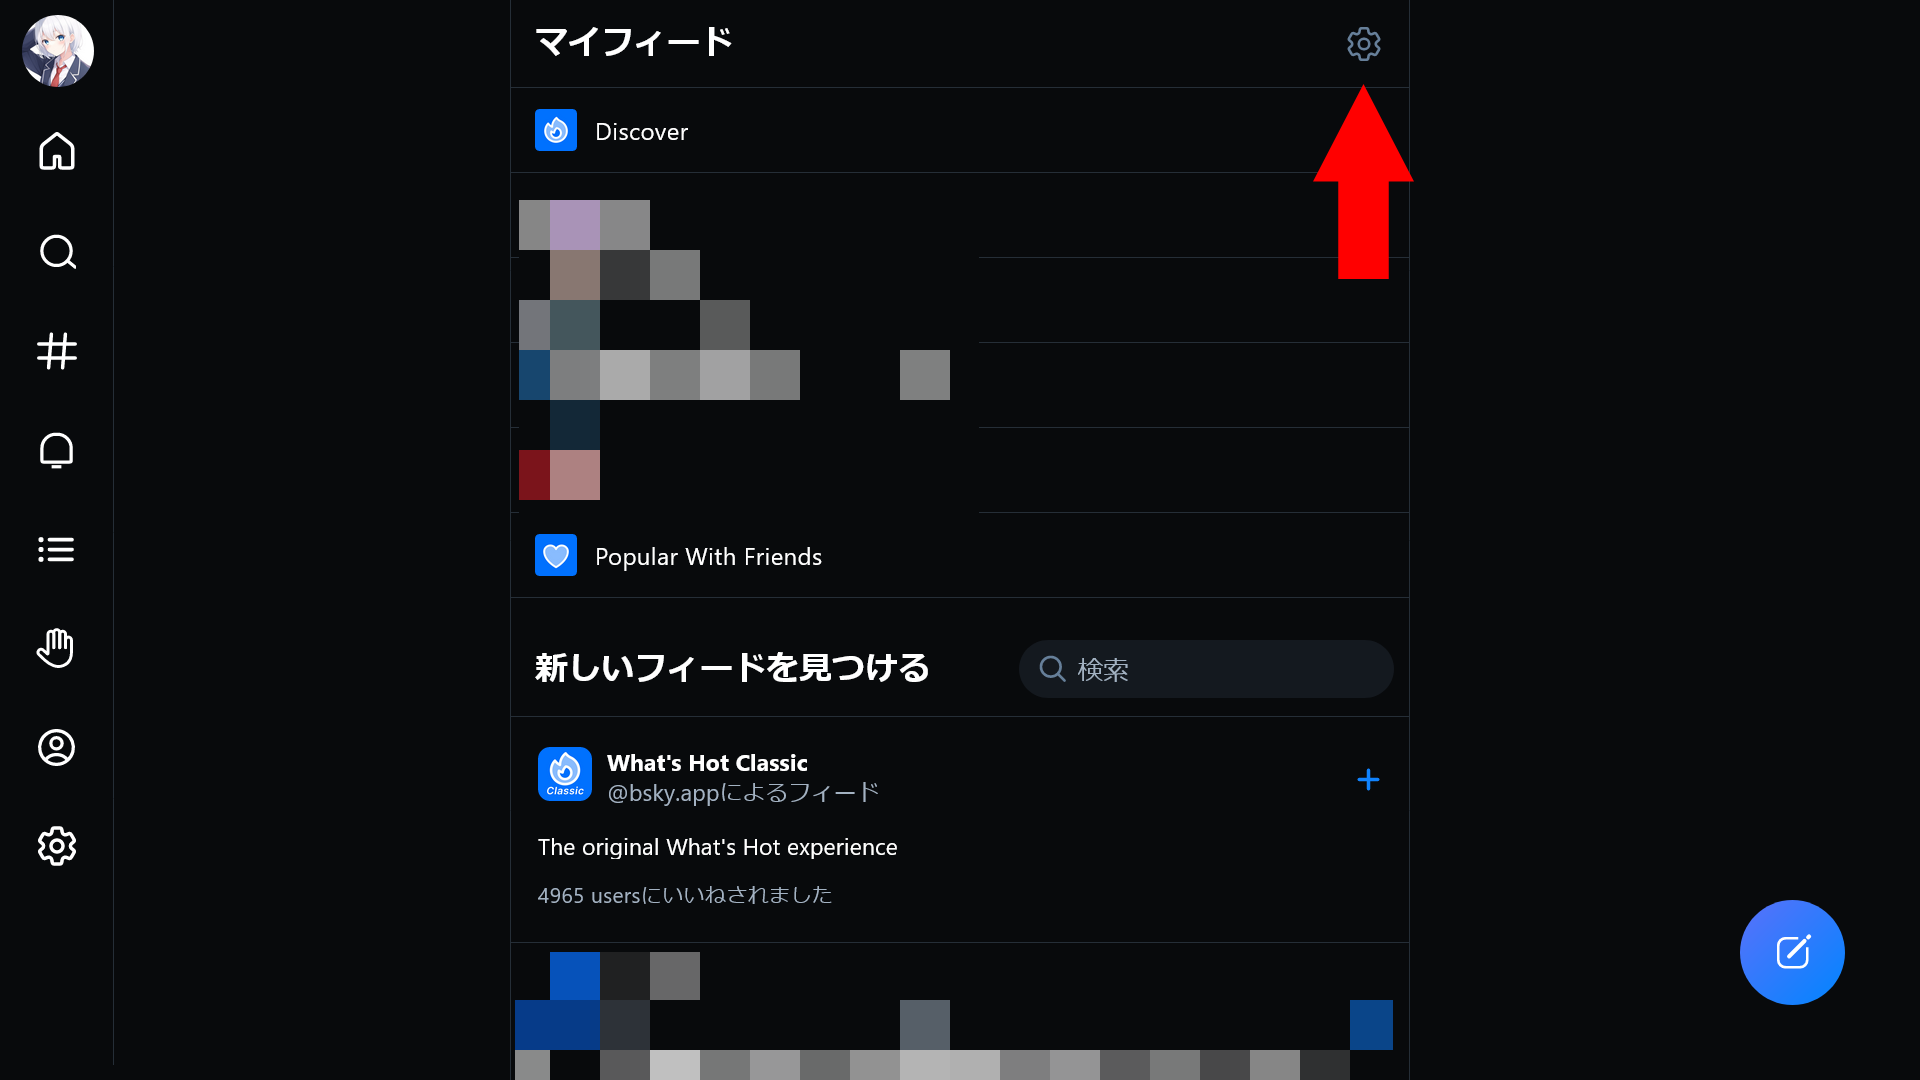 マイフィード
Discover
Popular With Friends
新しいフィードを見つける
検索
Classic
What's Hot Classic
@bsky.appによるフィード
The original What's Hot experience
4965 usersにいいねされました